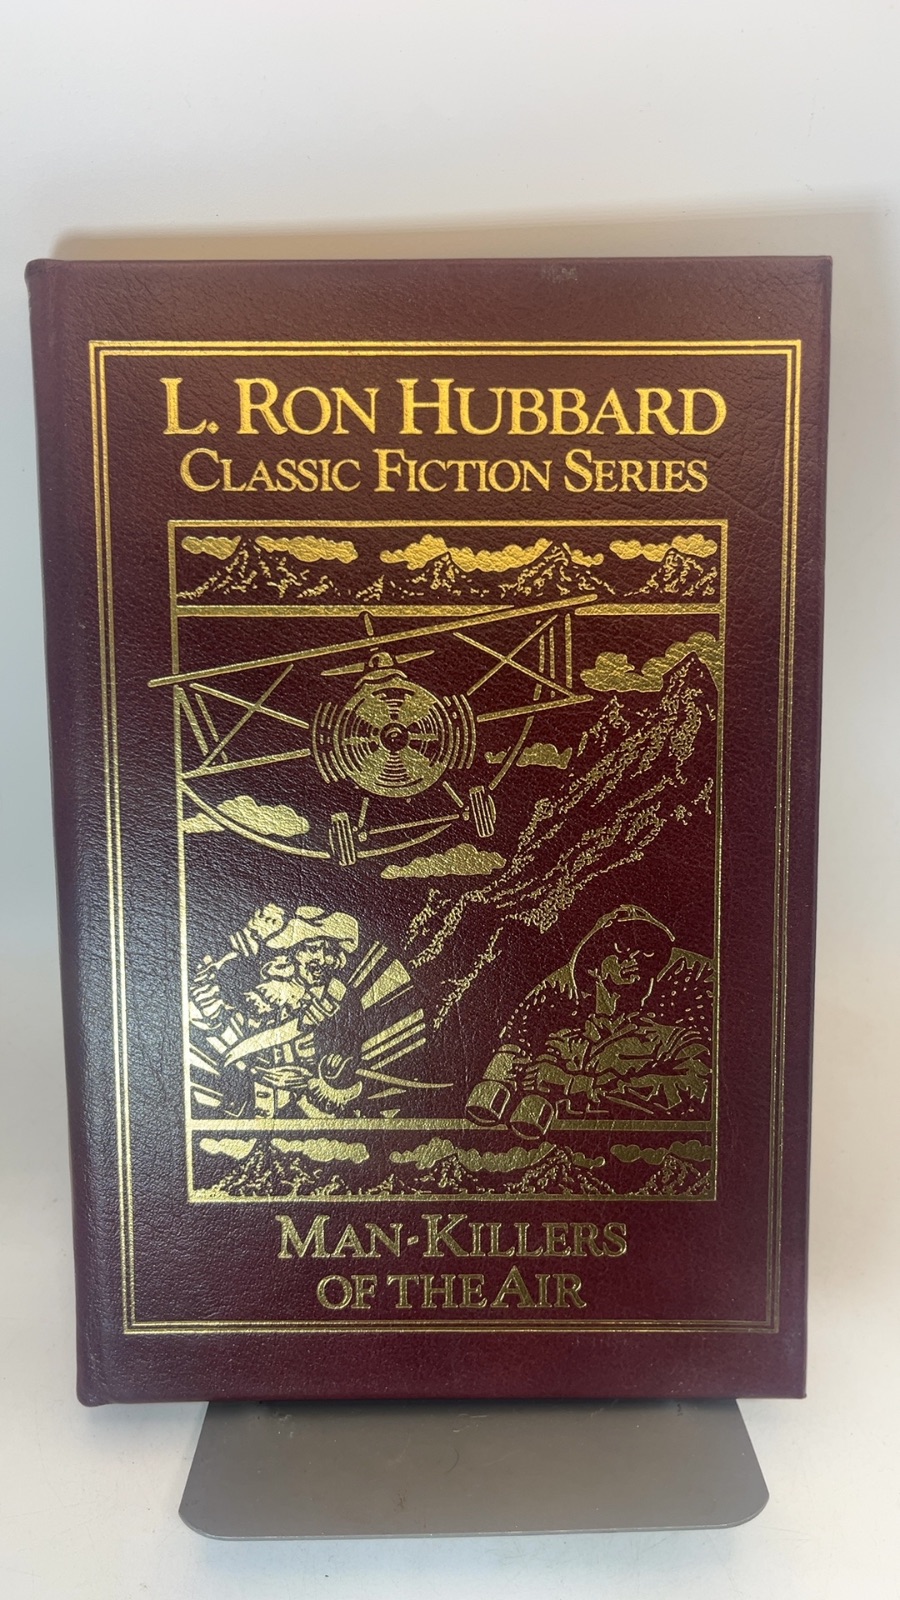 L. RON HUBBARD
CLASSIC FICTION SERIES
MAN-KILLERS
OF THE AIR